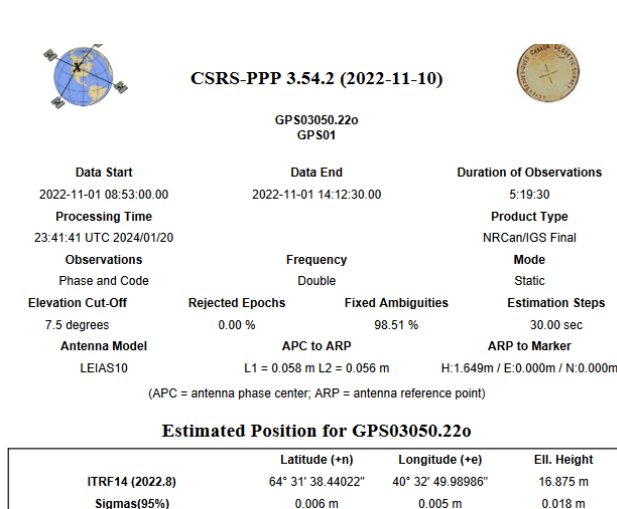 CSRS-PPP 3.54.2 (2022-11-10)
GPS03050.22o
GPS01
Data Start Data End Duration of Observations
2022-11-01 08:53:00.00 2022-11-01 14:12:30.00 5:19:30
Processing Time Product Type
23:41:41 UTC 2024/01/20 NRCan/IGS Final
Observations Frequency Mode
Phase and Code Double Static
Elevation Cut-Off Rejected Epochs Fixed Ambiguities Estimation Steps
7.5 degrees 0.00 % 98.51 % 30.00 sec
Antenna Model APC to ARP ARP to Marker
LEIAS10 L1 = 0.058 m L2 = 0.056 m H:1.649m / E:0.000m / N:0.000m
(APC = antenna phase center; ARP = antenna reference point)
Estimated Position for GPS03050.22o
Latitude (+n) Longitude (+e) Ell. Height
ITRF14 (2022.8) 64° 31' 38.44022" 40° 32' 49.98986" 16.875 m
Sigmas(95%) 0.006 m 0.005 m 0.018 m